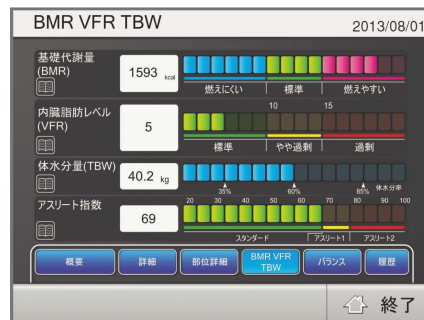 BMR VFR TBW
2013/08/01
基礎代謝量
(BMR)
1593 kcal
燃えにくい 標準 燃えやすい
内臓脂肪レベル
(VFR)
5
10 15
標準 やや過剰 過剰
体水分量(TBW)
40.2 kg
35% 60% 85% 体水分率
アスリート指数
69
20 30 40 50 60 70 80 90 100
スタンダード アスリート1 アスリート2
概要 詳細 部位詳細 BMR VFR TBW バランス 履歴
終了